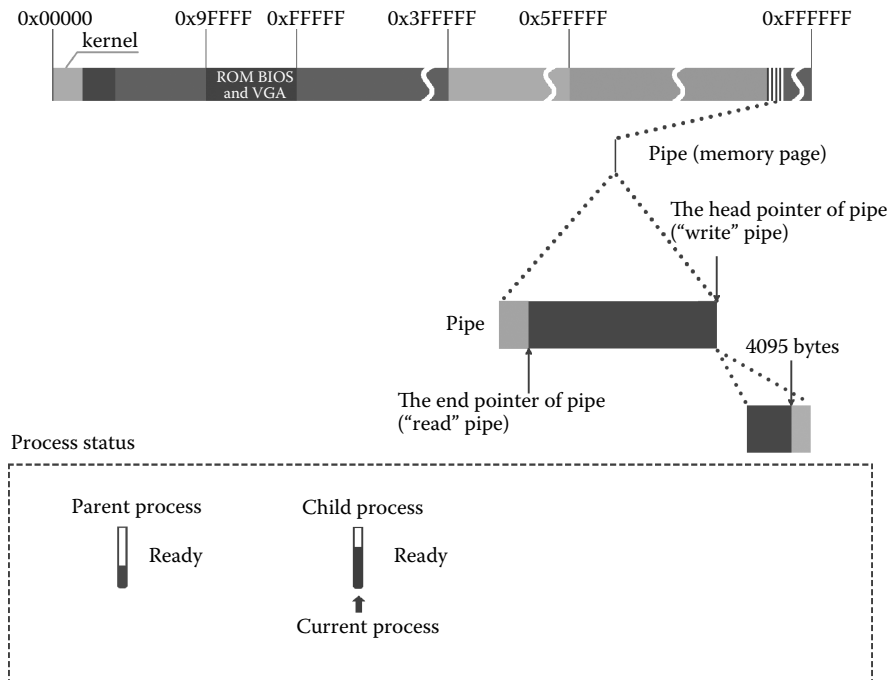 0x00000 0x9FFFF 0xFFFFF 0x3FFFFF 0x5FFFFF 0xFFFFFF
kernel
ROM BIOS
and VGA
Pipe (memory page)
The head pointer of pipe
(“write” pipe)
Pipe
4095 bytes
The end pointer of pipe
(“read” pipe)
Process status
Parent process Child process
Ready Ready
Current process